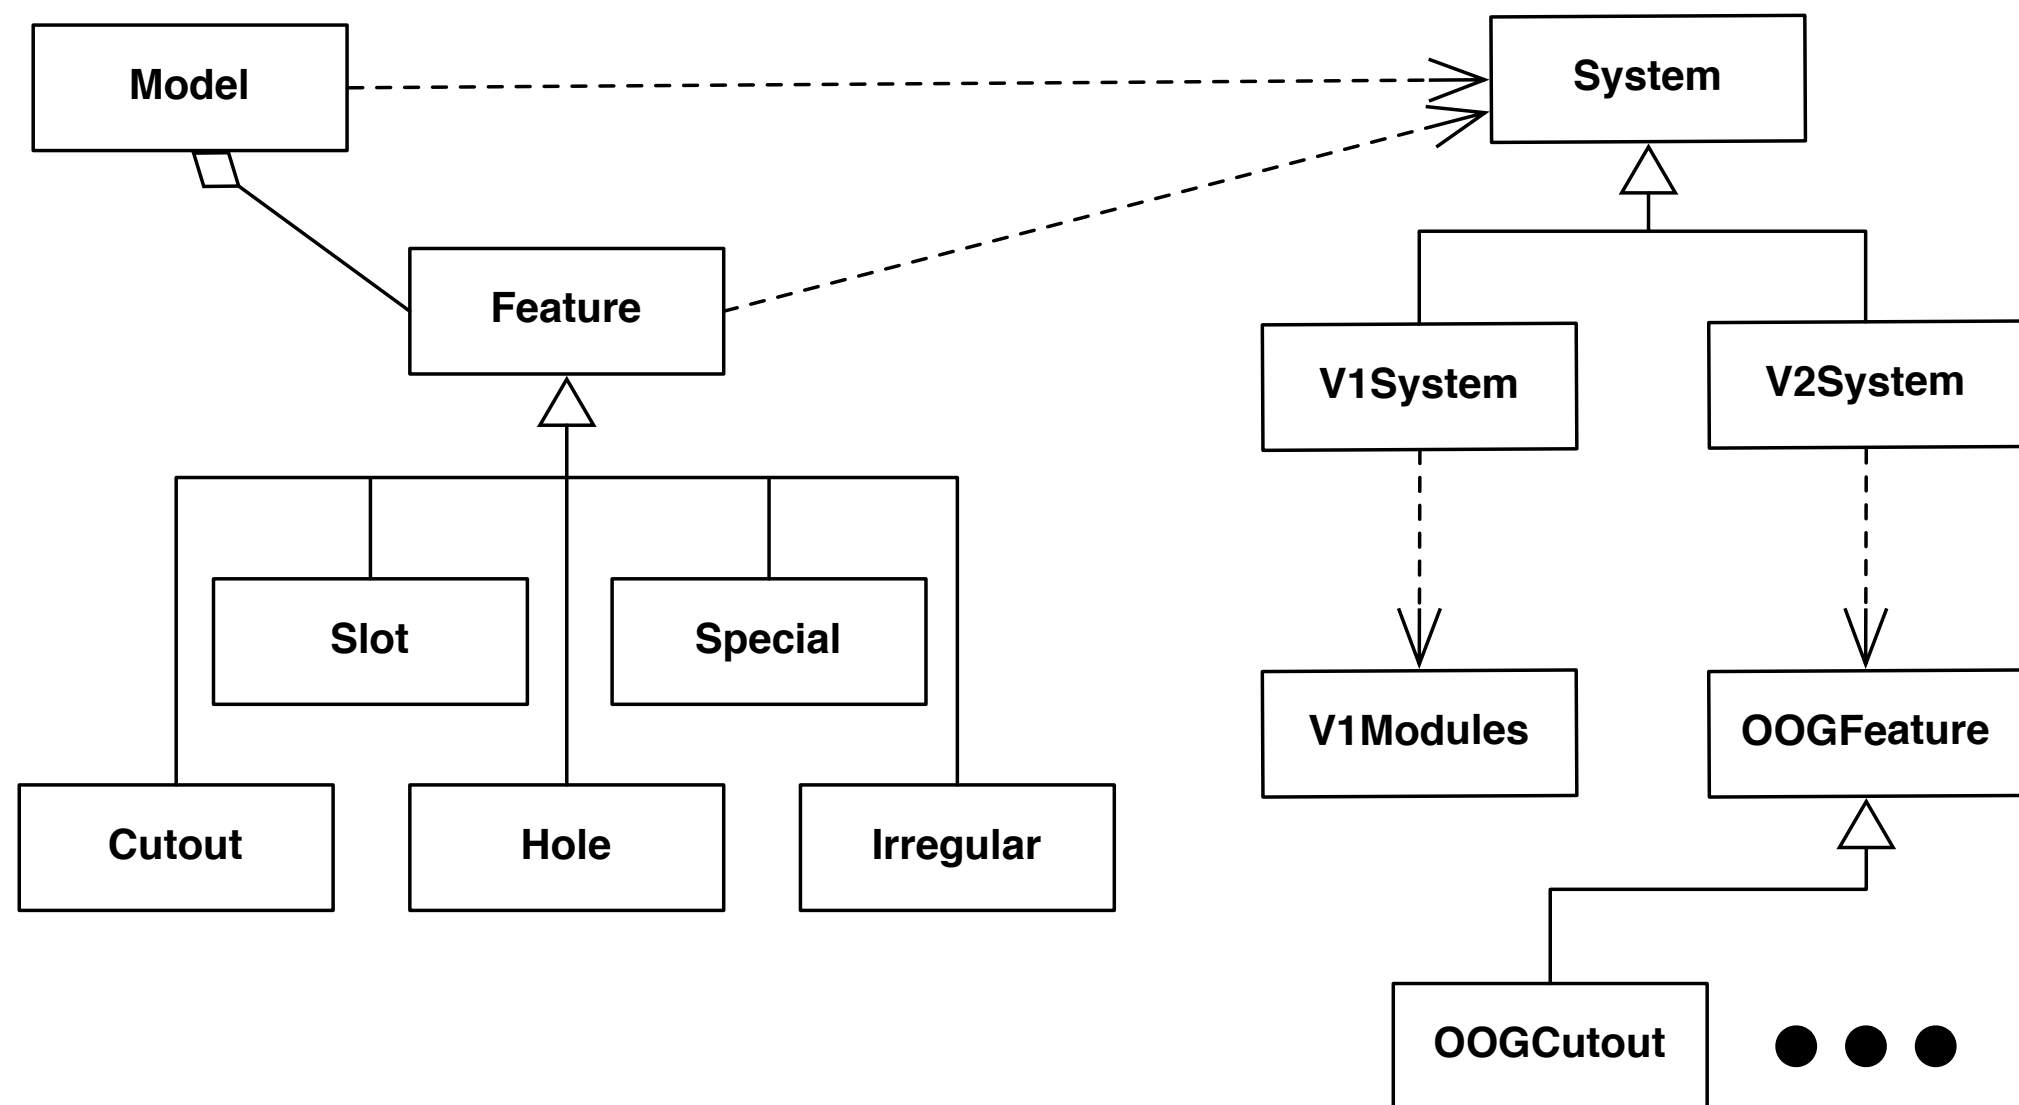 Model
System
Feature
V1System
V2System
Slot
Special
V1Modules
OOGFeature
Cutout
Hole
Irregular
OOGCutout